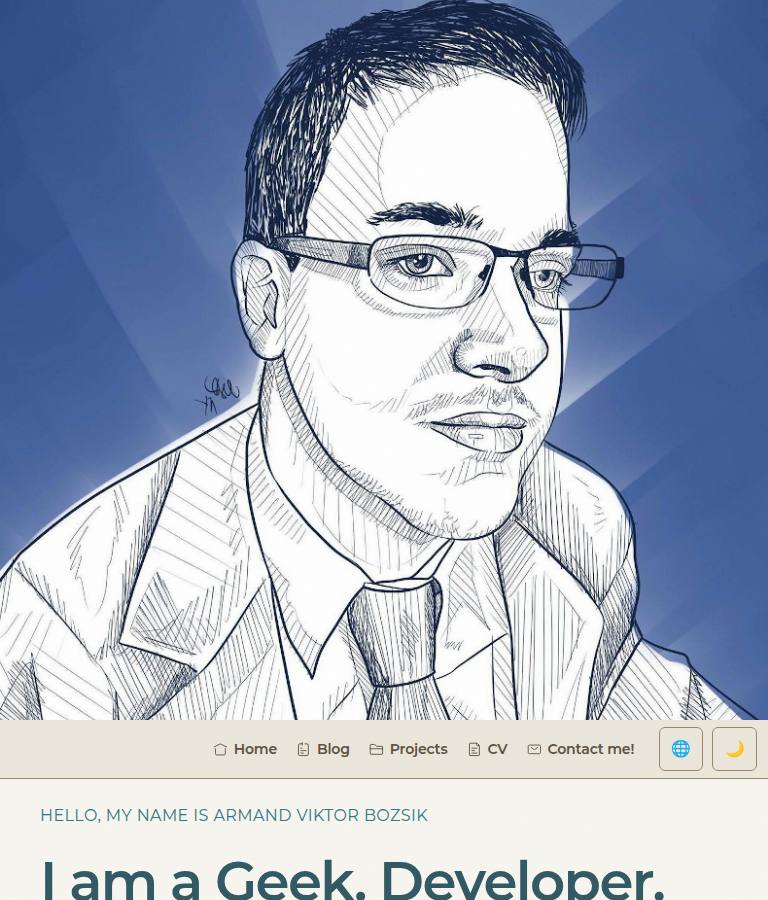 Home Blog Projects CV Contact me!
HELLO, MY NAME IS ARMAND VIKTOR BOZSIK
I am a Geek. Developer.